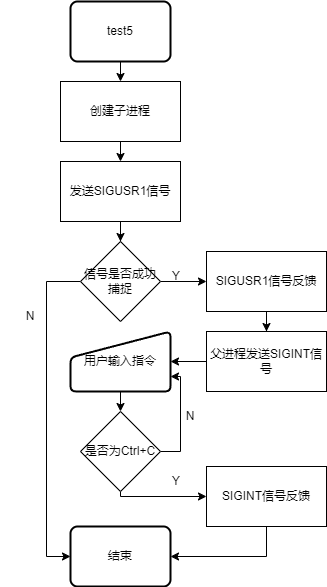 test5
创建子进程
发送SIGUSR1信号
信号是否成功
捕捉
Y
SIGUSR1信号反馈
N
父进程发送SIGINT信
号
用户输入指令
N
是否为Ctrl+C
Y
SIGINT信号反馈
结束